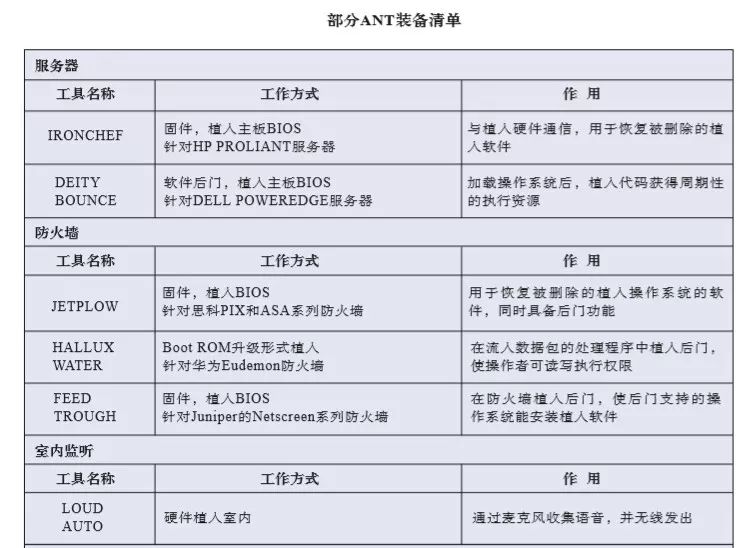 部分ANT装备清单
服务器
工具名称 工作方式 作 用
IRONCHEF
固件，植入主板BIOS
针对HP PROLIANT服务器
与植入硬件通信，用于恢复被删除的植
入软件
DEITY
BOUNCE
软件后门，植入主板BIOS
针对DELL POWEREDGE服务器
加载操作系统后，植入代码获得周期性
的执行资源
防火墙
工具名称 工作方式 作 用
JETPLOW
固件，植入BIOS
针对思科PIX和ASA系列防火墙
用于恢复被删除的植入操作系统的软
件，同时具备后门功能
HALLUX
WATER
Boot ROM升级形式植入
针对华为Eudemon防火墙
在流入数据包的处理程序中植入后门，
使操作者可读写执行权限
FEED
TROUGH
固件，植入BIOS
针对Juniper的Netscreen系列防火墙
在防火墙植入后门，使后门支持的操
作系统能安装植入软件
室内监听
工具名称 工作方式 作 用
LOUD
AUTO
硬件植入室内
通过麦克风收集语音，并无线发出